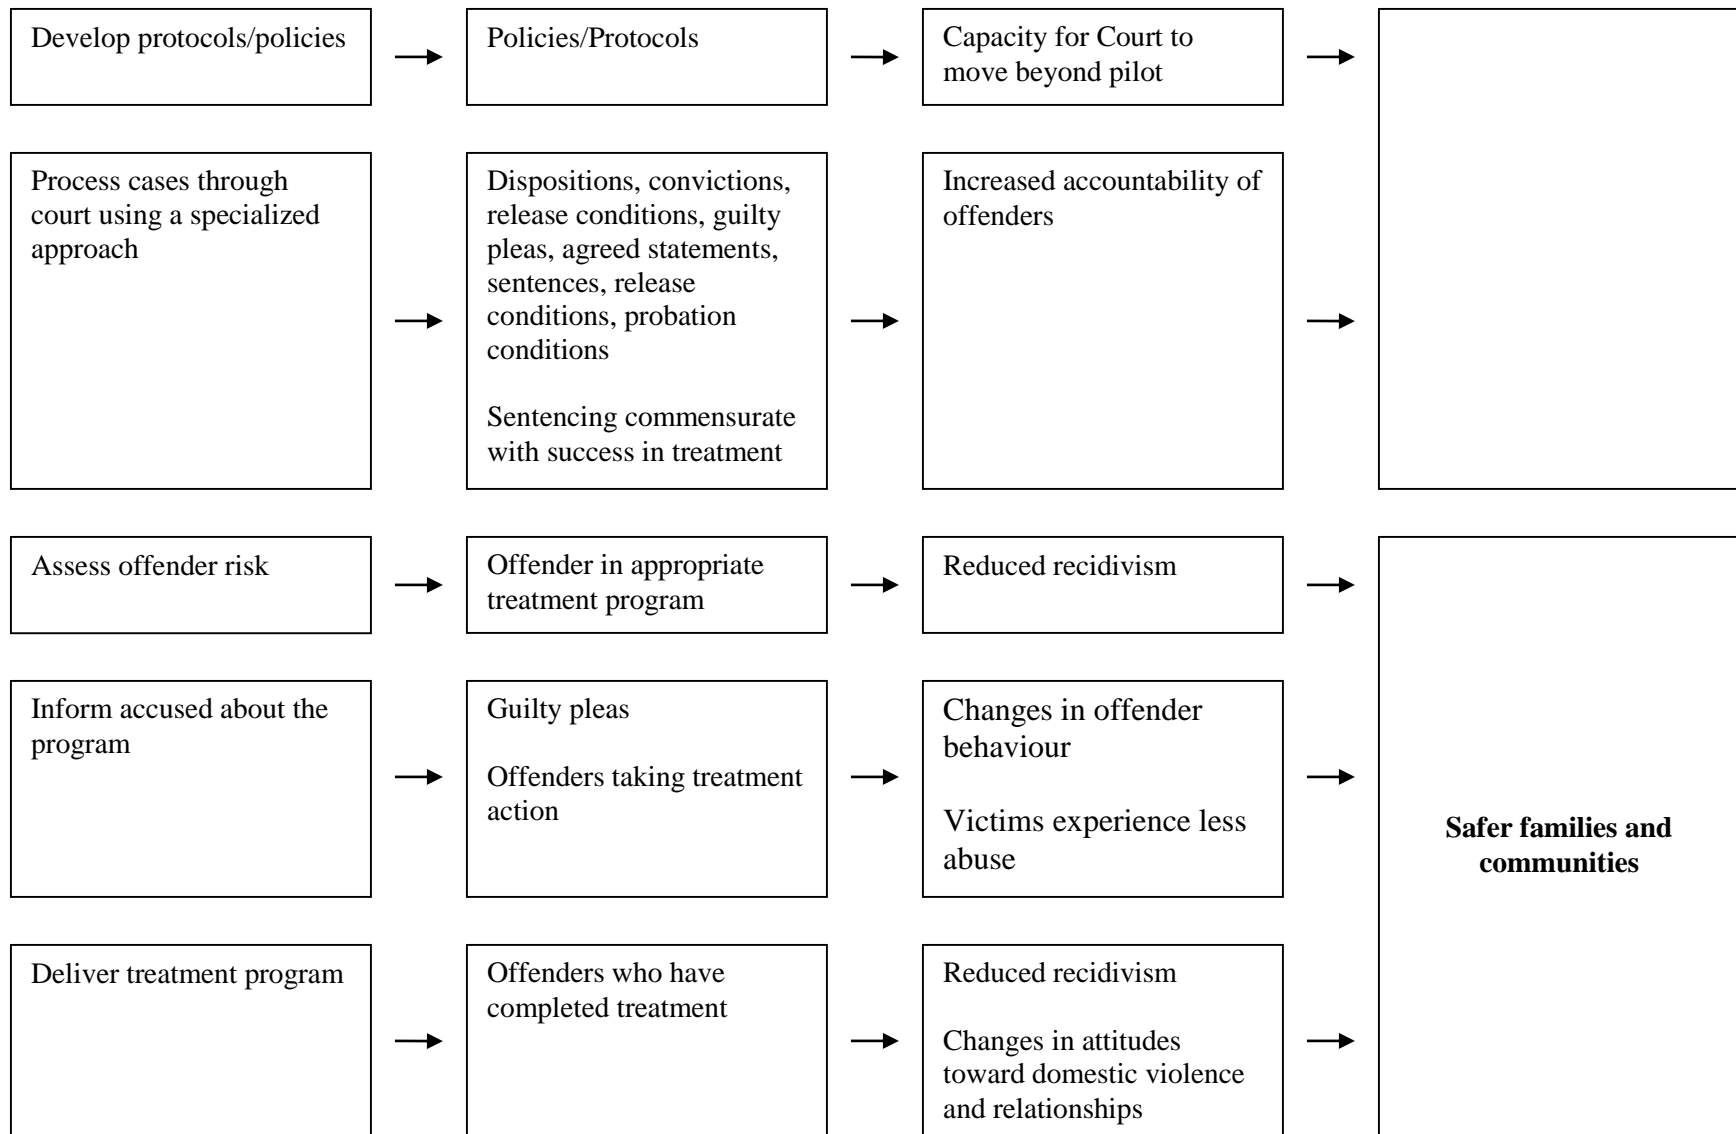 Develop protocols/policies
Policies/Protocols
Capacity for Court to
move beyond pilot
Process cases through
court using a specialized
approach
Dispositions, convictions,
release conditions, guilty
pleas, agreed statements,
sentences, release
conditions, probation
conditions
Sentencing commensurate
with success in treatment
Increased accountability of
offenders
Assess offender risk
Offender in appropriate
treatment program
Reduced recidivism
Inform accused about the
program
Guilty pleas
Offenders taking treatment
action
Changes in offender
behaviour
Victims experience less
abuse
Safer families and
communities
Deliver treatment program
Offenders who have
completed treatment
Reduced recidivism
Changes in attitudes
toward domestic violence
and relationships